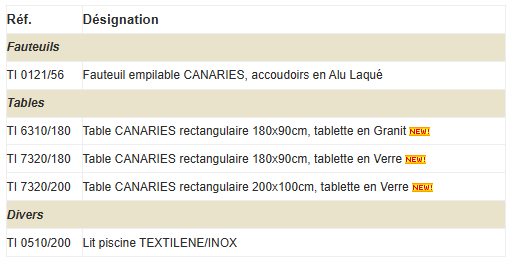 Réf. Désignation
Fauteuils
TI 0121/56 Fauteuil empilable CANARIES, accoudoirs en Alu Laqué
Tables
TI 6310/180 Table CANARIES rectangulaire 180x90cm, tablette en Granit NEW!
TI 7320/180 Table CANARIES rectangulaire 180x90cm, tablette en Verre NEW!
TI 7320/200 Table CANARIES rectangulaire 200x100cm, tablette en Verre NEW!
Divers
TI 0510/200 Lit piscine TEXTILENE/INOX